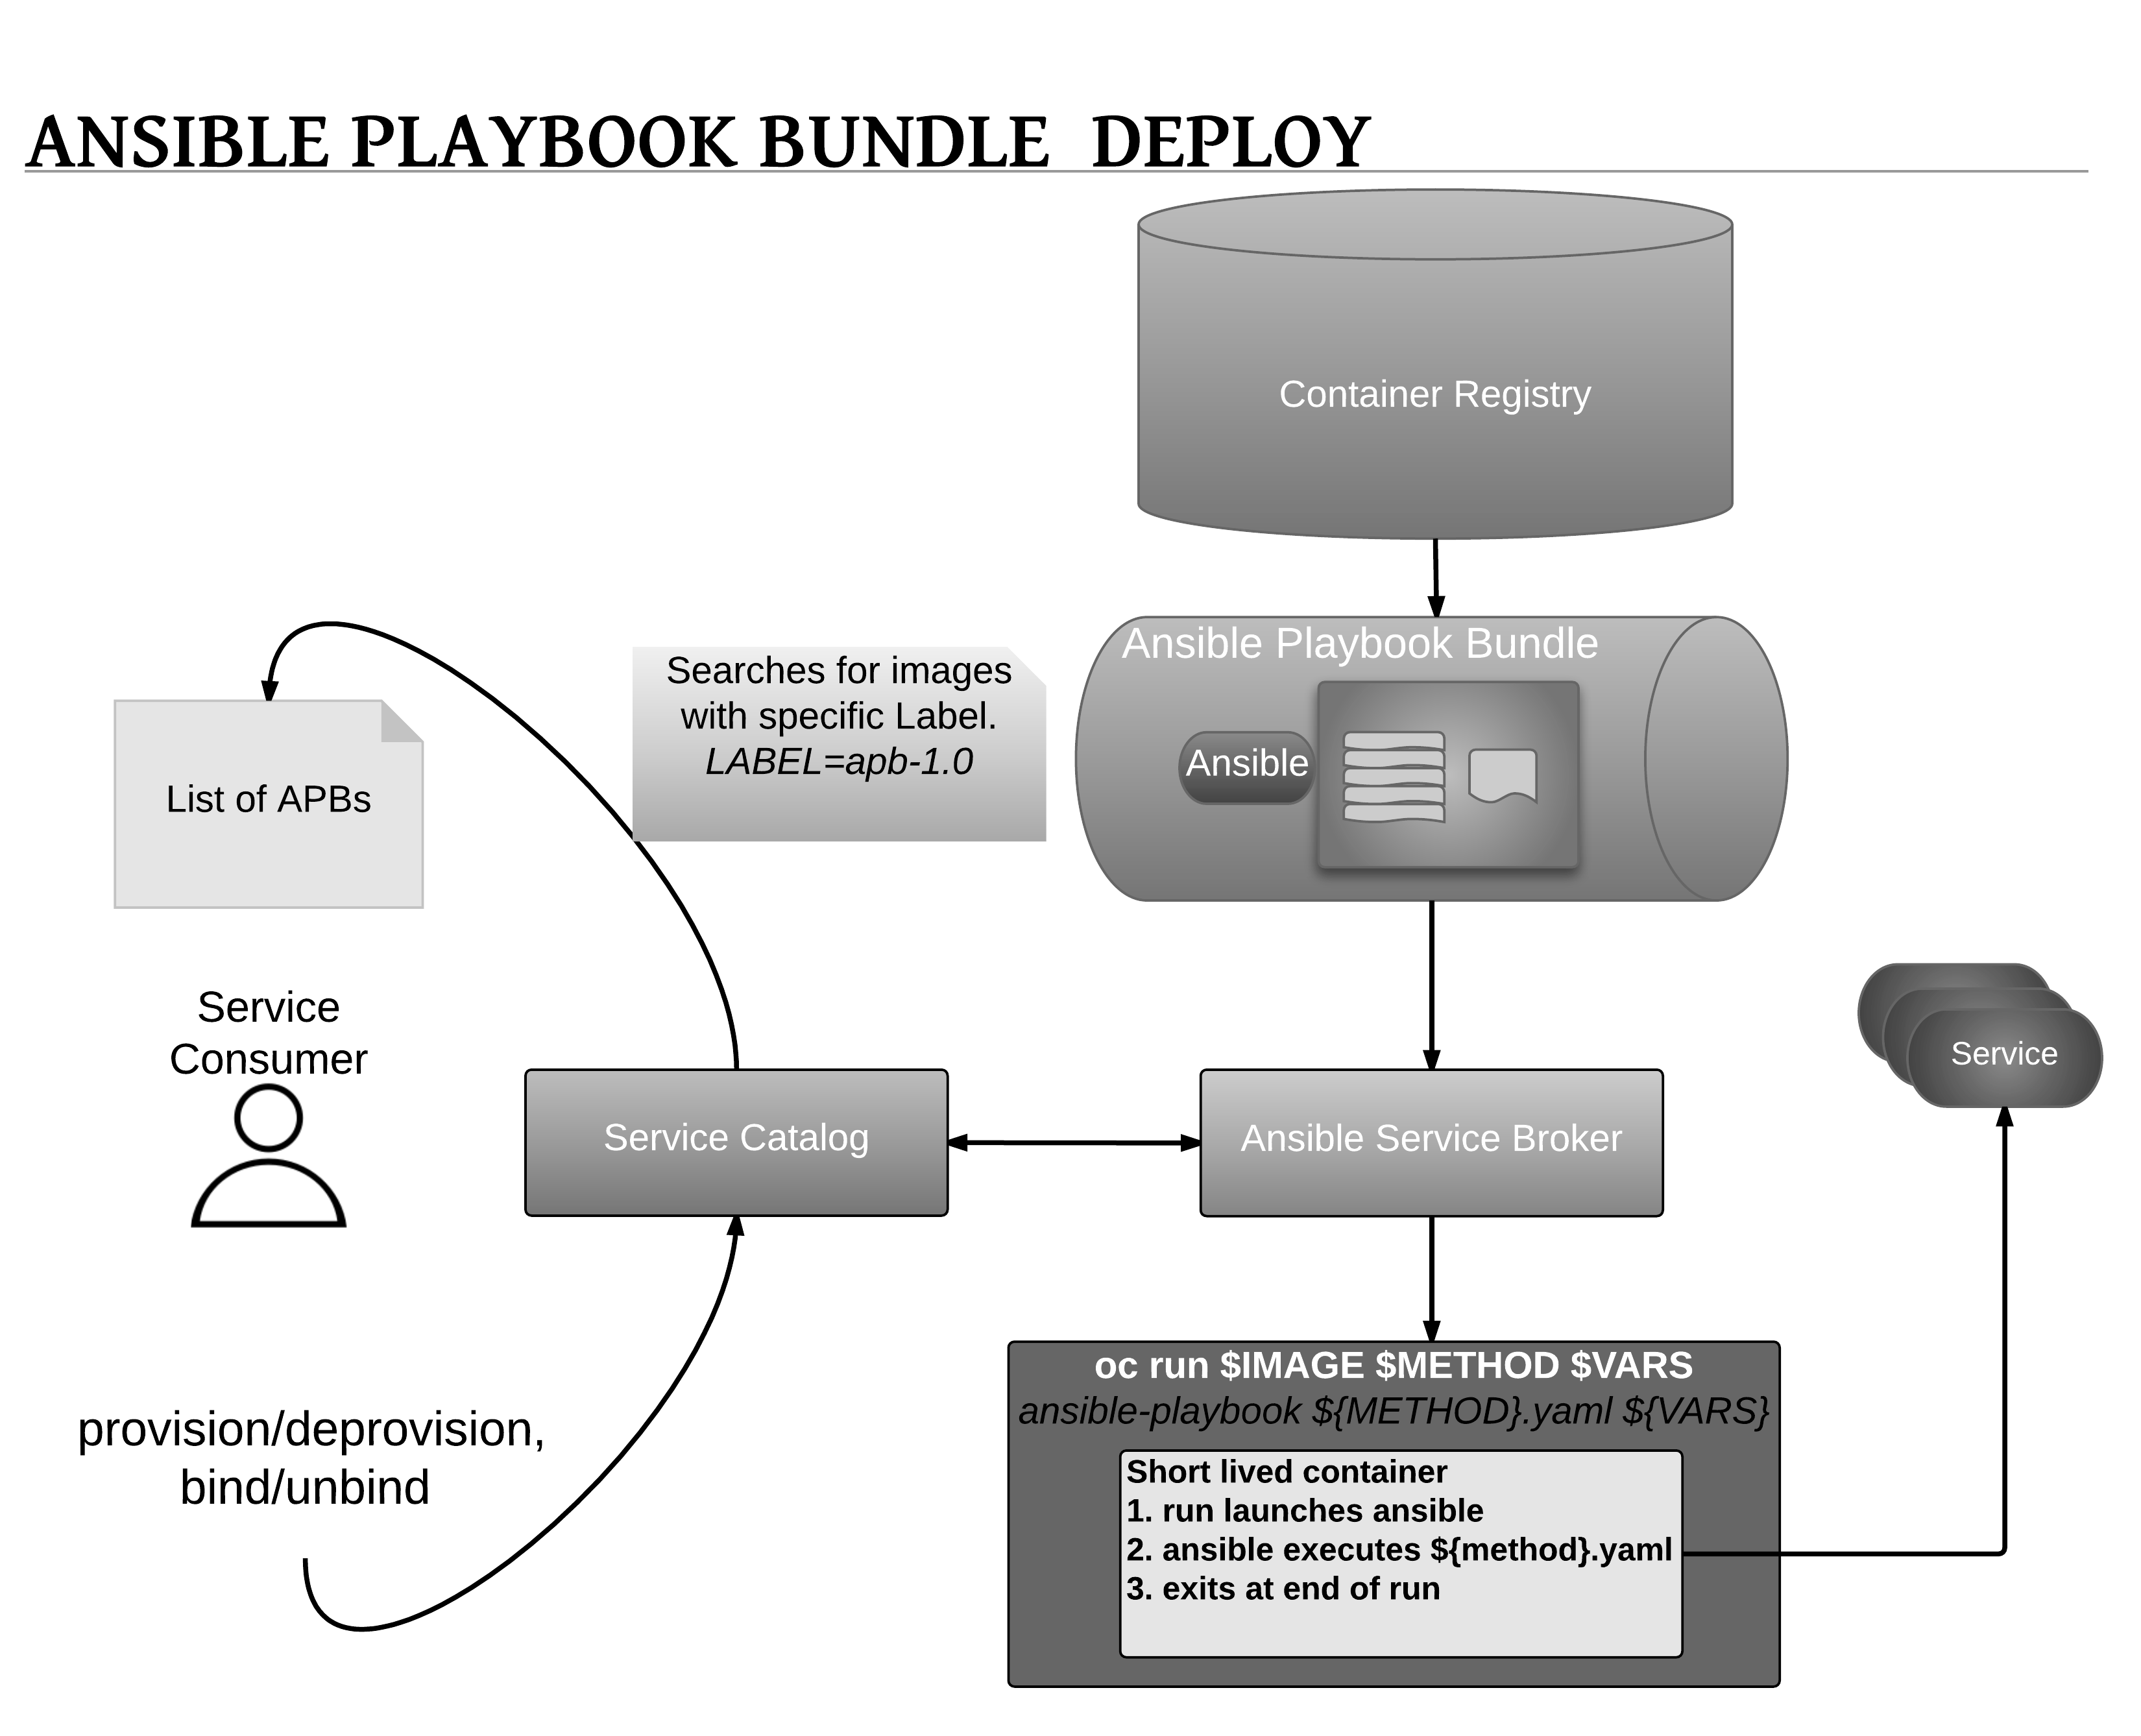 ANSIBLE PLAYBOOK BUNDLE DEPLOY
Container Registry
Ansible Playbook Bundle
Ansible
Searches for images
with specific Label.
LABEL=apb-1.0
List of APBs
Service
Consumer
Service Catalog
Ansible Service Broker
Service
provision/deprovision,
bind/unbind
oc run $IMAGE $METHOD $VARS
ansible-playbook ${METHOD}.yaml ${VARS}
Short lived container
1. run launches ansible
2. ansible executes ${method}.yaml
3. exits at end of run